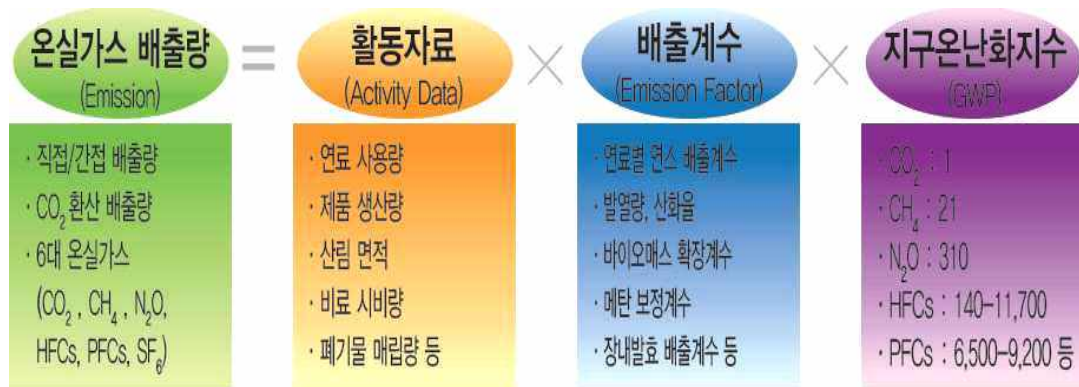 온실가스 배출량
(Emission)
=
활동자료
(Activity Data)
×
배출계수
(Emission Factor)
×
지구온난화지수
(GWP)
· 직접/간접 배출량
· CO₂ 환산 배출량
· 6대 온실가스
(CO₂ , CH₄ , N₂O,
HFCs, PFCs, SF₆)
· 연료 사용량
· 제품 생산량
· 산림 면적
· 비료 시비량
· 폐기물 매립량 등
· 연료별 연스 배출계수
· 발열량, 산화율
· 바이오매스 확장계수
· 메탄 보정계수
· 장내발효 배출계수 등
· CO₂ : 1
· CH₄ : 21
· N₂O : 310
· HFCs : 140-11,700
· PFCs : 6,500-9,200 등